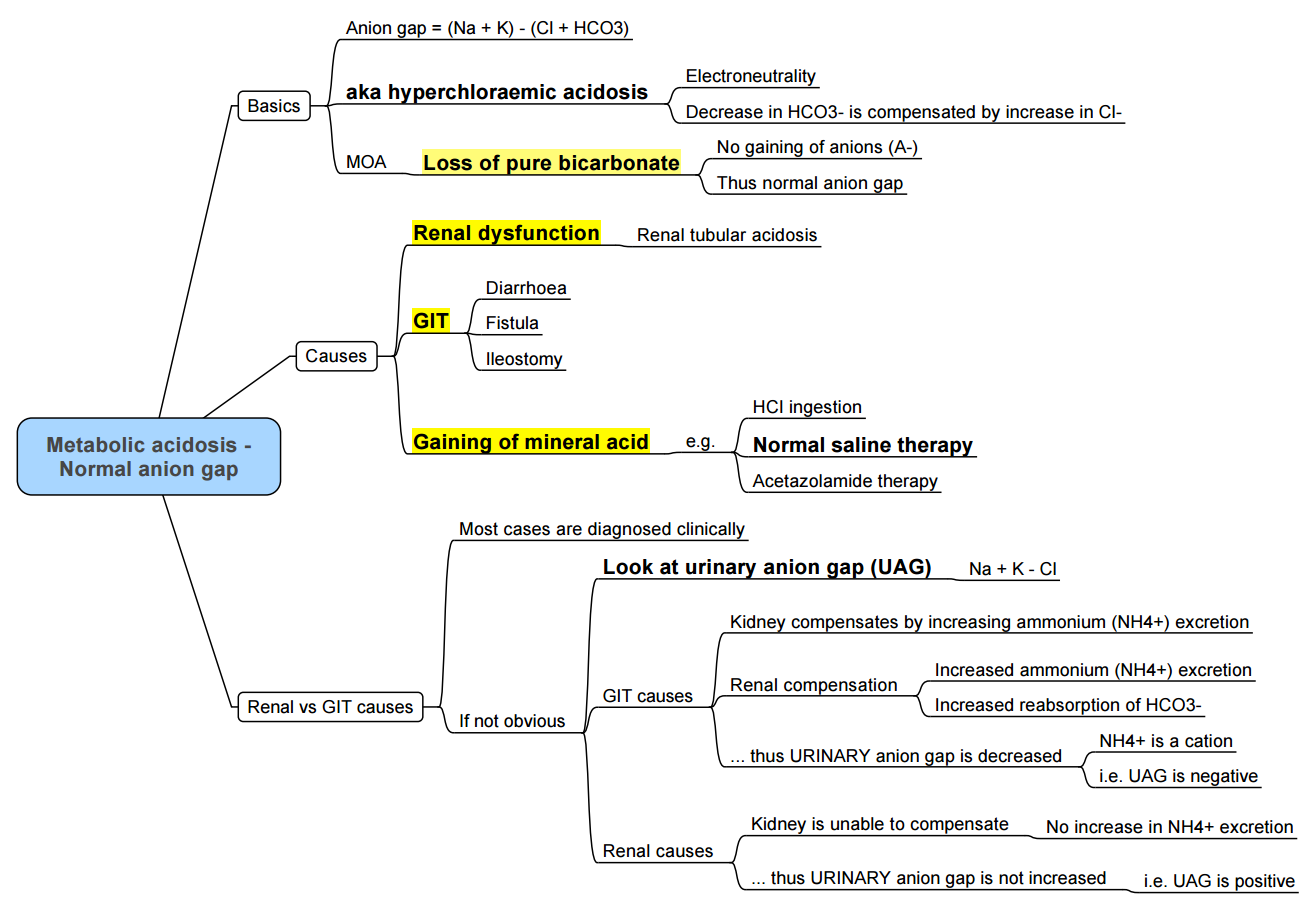 Anion gap = (Na + K) - (Cl + HCO3)
Basics
aka hyperchloraemic acidosis
Electroneutrality
Decrease in HCO3- is compensated by increase in Cl-
MOA
Loss of pure bicarbonate
No gaining of anions (A-)
Thus normal anion gap
Renal dysfunction
Renal tubular acidosis
Causes
GIT
Diarrhoea
Fistula
Ileostomy
Gaining of mineral acid
e.g.
HCl ingestion
Normal saline therapy
Acetazolamide therapy
Metabolic acidosis -
Normal anion gap
Renal vs GIT causes
Most cases are diagnosed clinically
If not obvious
Look at urinary anion gap (UAG)
Na + K - Cl
GIT causes
Kidney compensates by increasing ammonium (NH4+) excretion
Renal compensation
Increased ammonium (NH4+) excretion
Increased reabsorption of HCO3-
... thus URINARY anion gap is decreased
NH4+ is a cation
i.e. UAG is negative
Renal causes
Kidney is unable to compensate
No increase in NH4+ excretion
... thus URINARY anion gap is not increased
i.e. UAG is positive